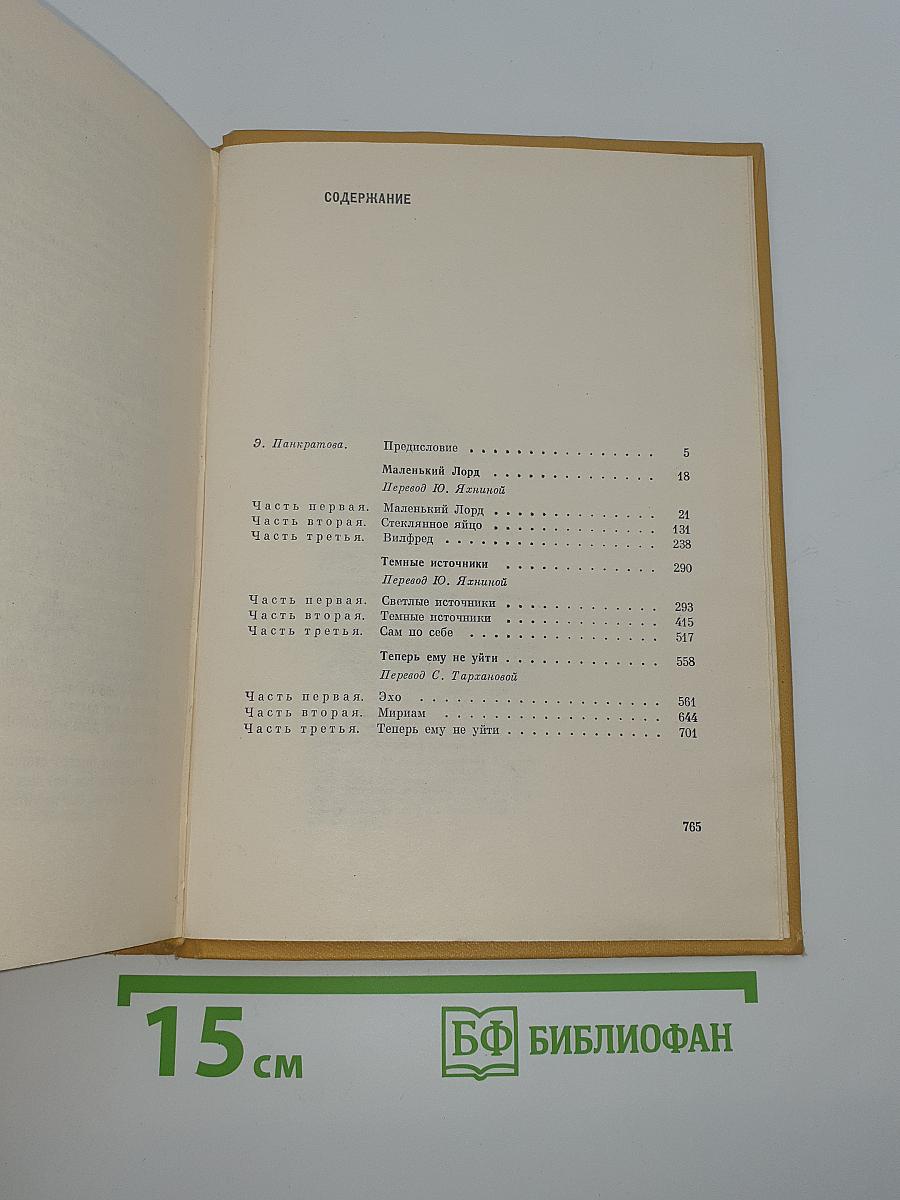 СОДЕРЖАНИЕ
Э. Панкратова. Предисловие . . . . . . . . . . . . . . . . 5
Маленький Лорд . . . . . . . . . . . . . . 18
Перевод Ю. Яхниной
Часть первая. Маленький Лорд . . . . . . . . . . . . . . 21
Часть вторая. Стеклянное яйцо . . . . . . . . . . . . . . 131
Часть третья. Вилфред . . . . . . . . . . . . . . . . . . 238
Темные источники . . . . . . . . . . . . . 290
Перевод Ю. Яхниной
Часть первая. Светлые источники . . . . . . . . . . . . . 293
Часть вторая. Темные источники . . . . . . . . . . . . . 415
Часть третья. Сам по себе . . . . . . . . . . . . . . . . 517
Теперь ему не уйти . . . . . . . . . . . . . 558
Перевод С. Тархановой
Часть первая. Эхо . . . . . . . . . . . . . . . . . . . . 561
Часть вторая. Мириам . . . . . . . . . . . . . . . . . . 644
Часть третья. Теперь ему не уйти . . . . . . . . . . . . . 701
765
15 см
БФ БИБЛИОФАН